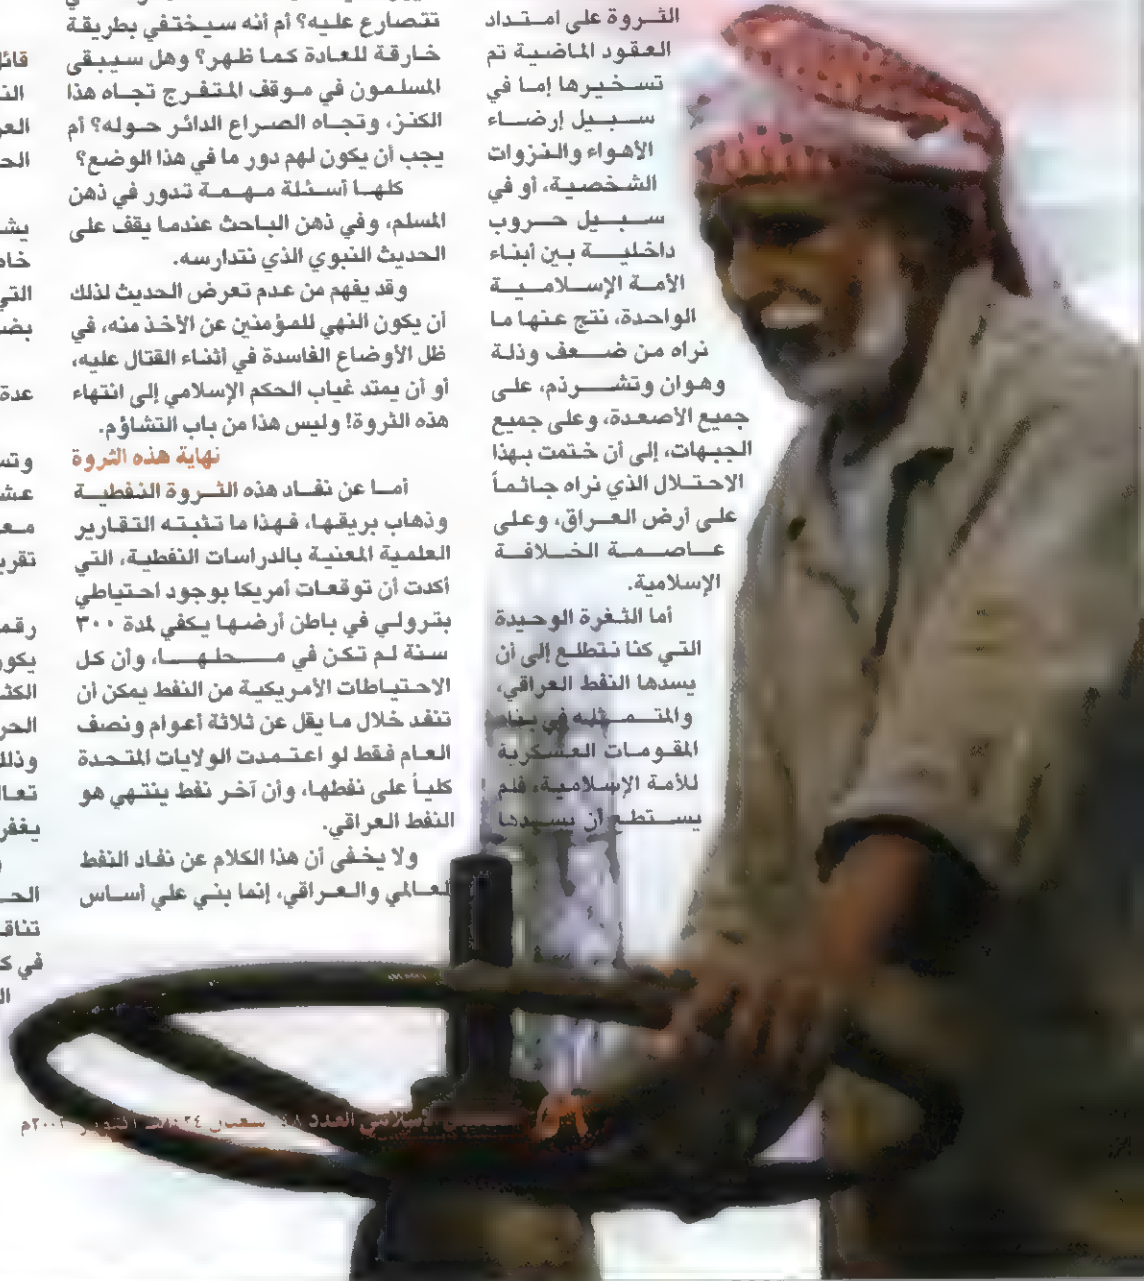 الثروة على امتداد
العقود الماضية تم
تسخيرها إما في
سبيل إرضاء
الأهواء والنزوات
الشخصية، أو في
سبيل حروب
داخلية بين أبناء
الأمة الإسلامية
الواحدة، نتج عنها ما
نراه من ضعف وذلة
وهوان وتشرذم، على
جميع الأصعدة، وعلى جميع
الجبهات، إلى أن ختمت بهذا
الاحتلال الذي نراه جاثماً
على أرض العراق، وعلى
عاصمة الخلافة
الإسلامية.
أما الثغرة الوحيدة
التي كنا نتطلع إلى أن
يسدها النفط العراقي،
والمتمثله في بناء
المقومات العسكرية
للأمة الإسلامية، فلم
يستطع أن يسدها
تتصارع عليه؟ أم أنه سيختفي بطريقة
خارقة للعادة كما ظهر؟ وهل سيبقى
المسلمون في موقف المتفرج تجاه هذا
الكنز، وتجاه الصراع الدائر حوله؟ أم
يجب أن يكون لهم دور ما في هذا الوضع؟
كلها أسئلة مهمة تدور في ذهن
المسلم، وفي ذهن الباحث عندما يقف على
الحديث النبوي الذي نتدارسه.
وقد يفهم من عدم تعرض الحديث لذلك
أن يكون النهي للمؤمنين عن الأخذ منه، في
ظل الأوضاع الفاسدة في أثناء القتال عليه،
أو أن يمتد غياب الحكم الإسلامي إلى انتهاء
هذه الثروة! وليس هذا من باب التشاؤم.
نهاية هذه الثروة
أما عن نفاد هذه الثروة النفطية
وذهاب بريقها، فهذا ما تثبته التقارير
العلمية المعنية بالدراسات النفطية، التي
أكدت أن توقعات أمريكا بوجود احتياطي
بترولي في باطن أرضها يكفي لمدة ٣٠٠
سنة لم تكن في محلها، وأن كل
الاحتياطات الأمريكية من النفط يمكن أن
تنفد خلال ما يقل عن ثلاثة أعوام ونصف
العام فقط لو اعتمدت الولايات المتحدة
كلياً على نفطها، وأن آخر نفط ينتهي هو
النفط العراقي.
ولا يخفى أن هذا الكلام عن نفاد النفط
العالمي والعراقي، إنما بني على أساس
عدة
في
الإسلامي العدد